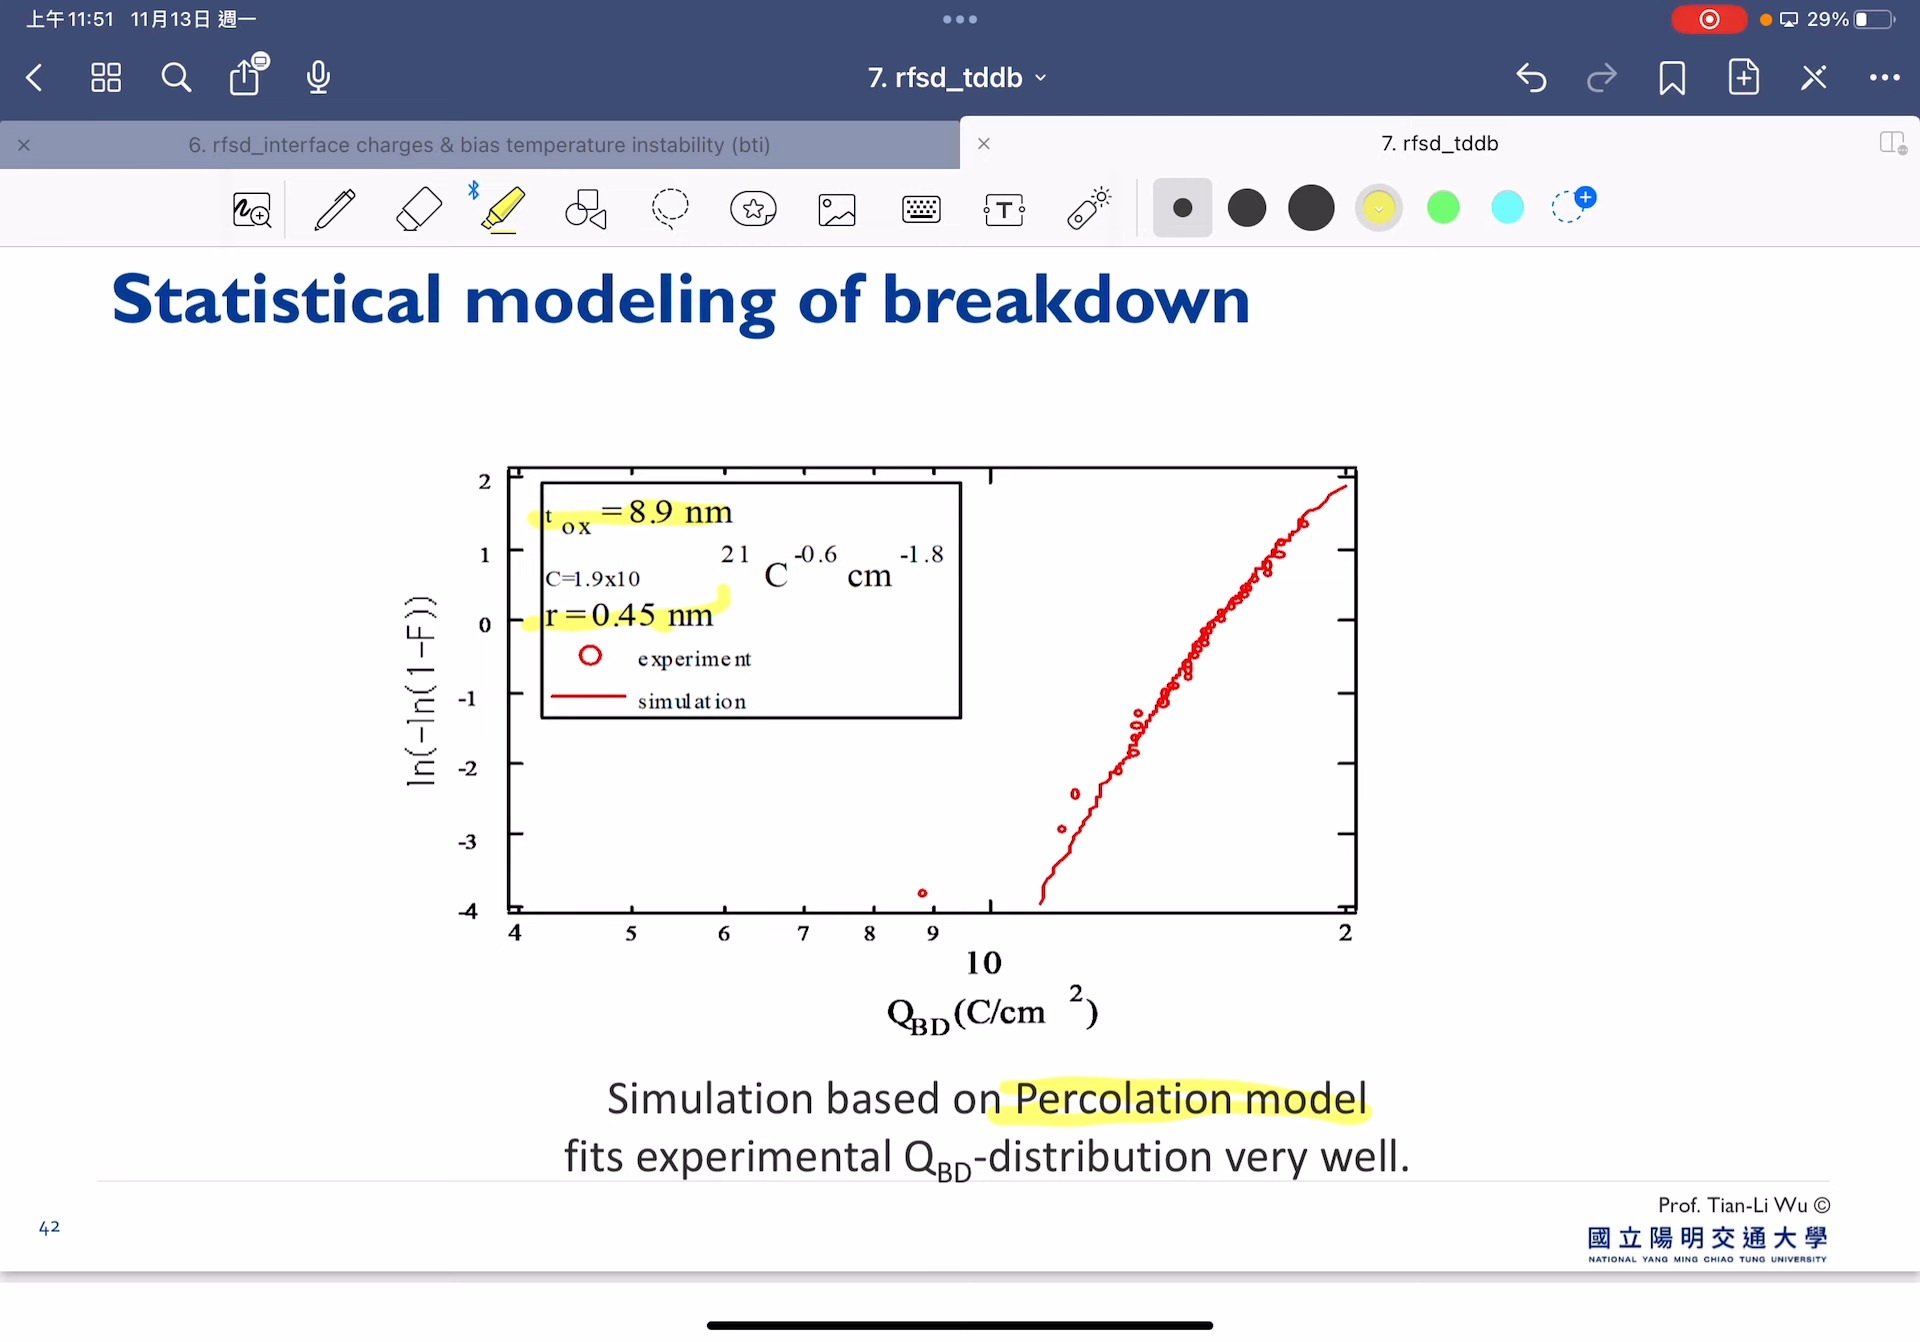 上午11:51 11月13日 週一
29%
7. rfsd_tddb
6. rfsd_interface charges & bias temperature instability (bti)
7. rfsd_tddb
Statistical modeling of breakdown
t ox = 8.9 nm
C=1.9x10 21 C -0.6 cm -1.8
r = 0.45 nm
experiment
simulation
ln(-ln(1-F))
2
1
0
-1
-2
-3
-4
4 5 6 7 8 9 2
10
QBD (C/cm 2)
Simulation based on Percolation model
fits experimental QBD-distribution very well.
Prof. Tian-Li Wu ©
42
國立陽明交通大學
NATIONAL YANG MING CHIAO TUNG UNIVERSITY